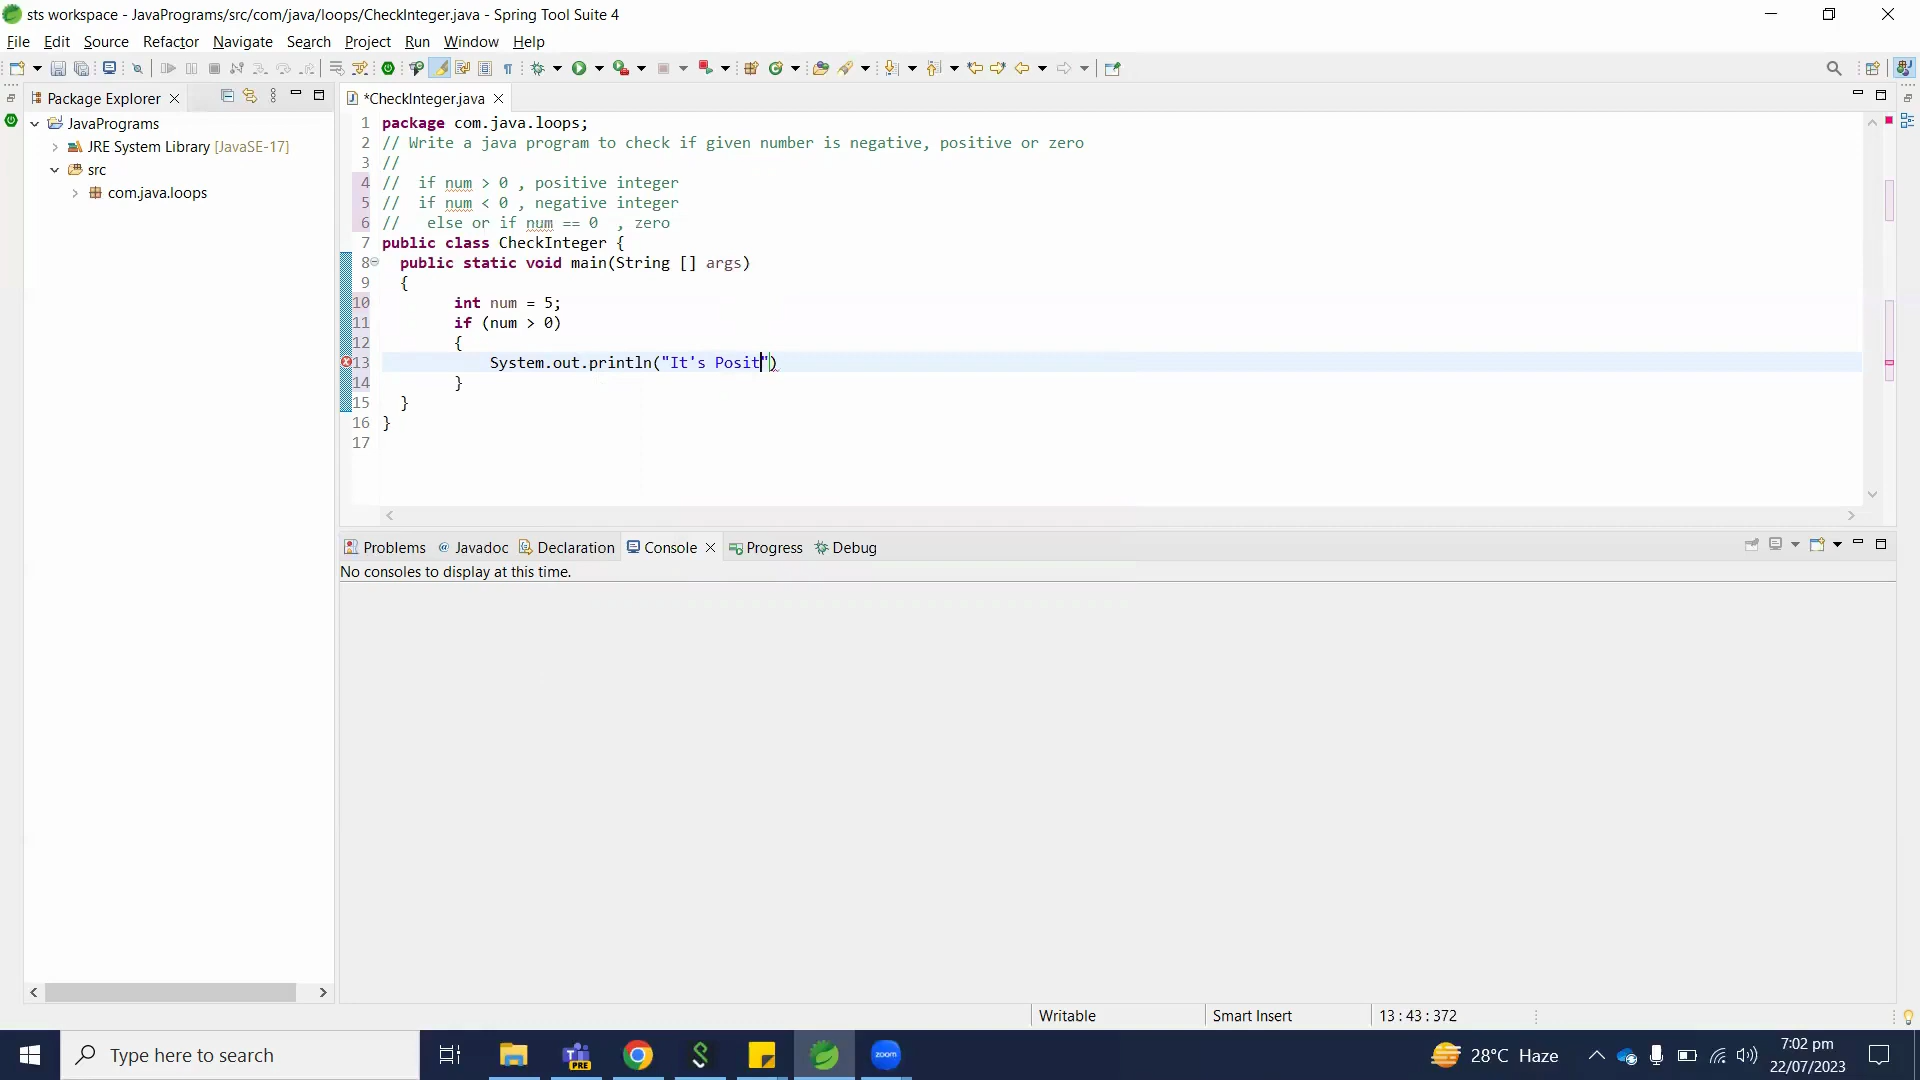 sts workspace - JavaPrograms/src/com/java/loops/CheckInteger.java - Spring Tool Suite 4
File Edit Source Refactor Navigate Search Project Run Window Help
Package Explorer
*CheckInteger.java
JavaPrograms
JRE System Library [JavaSE-17]
src
com.java.loops
1 package com.java.loops;
2 // Write a java program to check if given number is negative, positive or zero
3 //
4 //  if num > 0 , positive integer
5 //  if num < 0 , negative integer
6 //   else or if num == 0  , zero
7 public class CheckInteger {
8 public static void main(String [] args)
9 {
10 int num = 5;
11 if (num > 0)
12 {
13 System.out.println("It's Posit")
14 }
15 }
16 }
17
Problems @ Javadoc Declaration Console Progress Debug
No consoles to display at this time.
Writable Smart Insert 13 : 43 : 372
Type here to search
PRE
zoom
28°C Haze
7:02 pm
22/07/2023